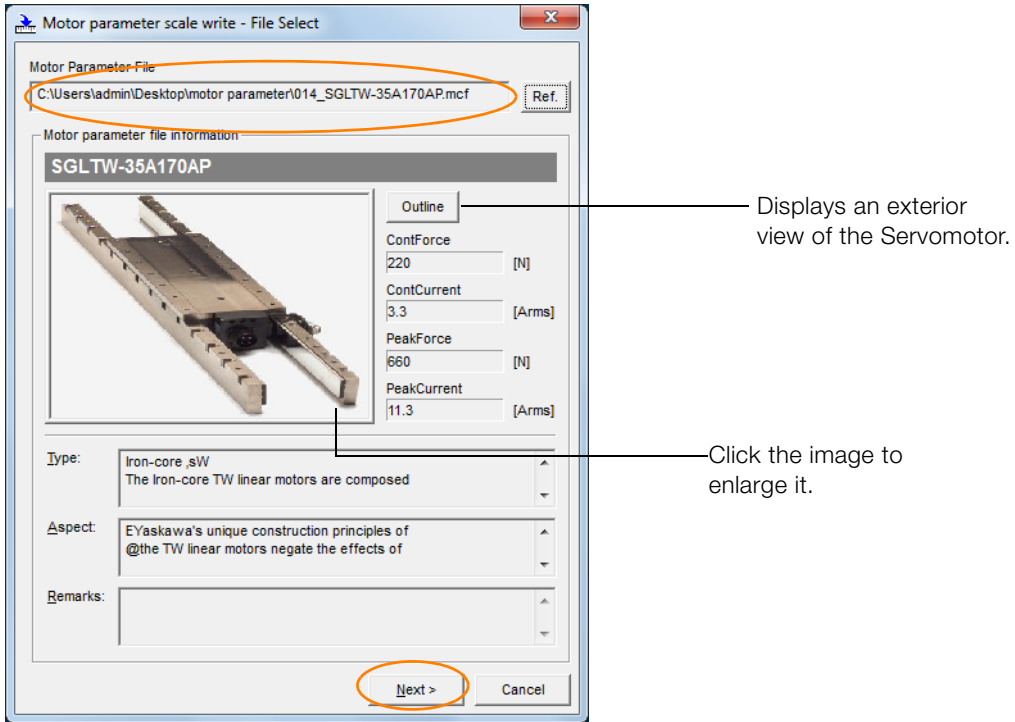 Motor parameter scale write - File Select
Motor Parameter File
C:\Users\admin\Desktop\motor parameter\014_SGLTW-35A170AP.mcf
Ref.
Motor parameter file information
SGLTW-35A170AP
Outline
Displays an exterior
view of the Servomotor.
ContForce
220 [N]
ContCurrent
3.3 [Arms]
PeakForce
660 [N]
PeakCurrent
11.3 [Arms]
Click the image to
enlarge it.
Type:
Iron-core ,sW
The Iron-core TW linear motors are composed
Aspect:
EYaskawa's unique construction principles of
@the TW linear motors negate the effects of
Remarks:
Next >
Cancel